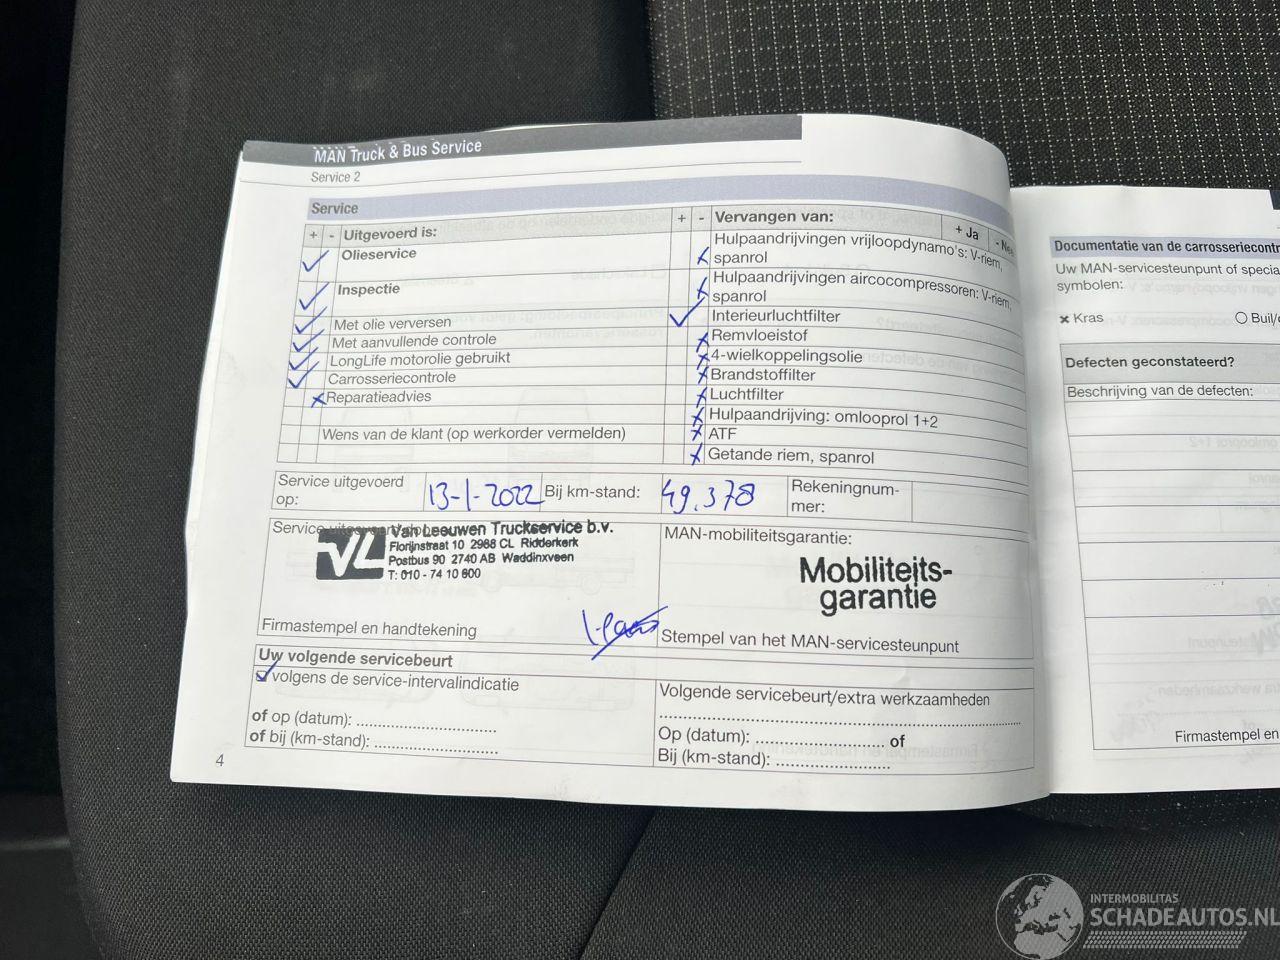 MAN Truck & Bus Service
Service 2
Service
+ - Uitgevoerd is:
Olieservice
Inspectie
Met olie verversen
Met aanvullende controle
LongLife motorolie gebruikt
Carrosseriecontrole
Reparatieadvies
Wens van de klant (op werkorder vermelden)
+ - Vervangen van: + Ja - Nee
Hulpaandrijvingen vrijloopdynamo's: V-riem,
spanrol
Hulpaandrijvingen aircocompressoren: V-riem,
spanrol
Interieurluchtfilter
Remvloeistof
4-wielkoppelingsolie
Brandstoffilter
Luchtfilter
Hulpaandrijving: omlooprol 1+2
ATF
Getande riem, spanrol
Service uitgevoerd
op:
13-1-2022
Bij km-stand:
49.378
Rekeningnum-
mer:
Service uitgevoerd door
VL
Van Leeuwen Truckservice b.v.
Florijnstraat 10 2988 CL Ridderkerk
Postbus 90 2740 AB Waddinxveen
T: 010 - 74 10 800
Firmastempel en handtekening
MAN-mobiliteitsgarantie:
Mobiliteits-
garantie
Stempel van het MAN-servicesteunpunt
Uw volgende servicebeurt
volgens de service-intervalindicatie
of op (datum): ..........................
of bij (km-stand): ..........................
Volgende servicebeurt/extra werkzaamheden
Op (datum): .......................... of
Bij (km-stand): ..........................
4
Documentatie van de carrosseriecontr
Uw MAN-servicesteunpunt of specia
symbolen:
x Kras
O Buil/
Defecten geconstateerd?
Beschrijving van de defecten:
Firmastempel en
INTERMOBILITAS
SCHADEAUTOS.NL